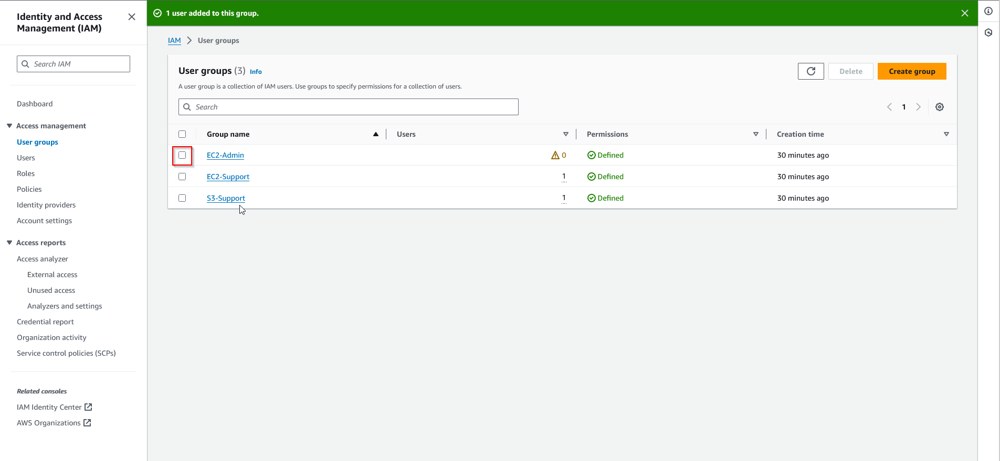 Identity and Access
Management (IAM)
Search IAM
Dashboard
Access management
User groups
Users
Roles
Policies
Identity providers
Account settings
Access reports
Access analyzer
External access
Unused access
Analyzers and settings
Credential report
Organization activity
Service control policies (SCPs)
Related consoles
IAM Identity Center
AWS Organizations
1 user added to this group.
IAM > User groups
User groups (3) Info
Delete
Create group
A user group is a collection of IAM users. Use groups to specify permissions for a collection of users.
Search
1
Group name Users Permissions Creation time
EC2-Admin 0 Defined 30 minutes ago
EC2-Support 1 Defined 30 minutes ago
S3-Support 1 Defined 30 minutes ago